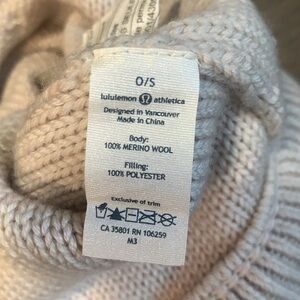 O/S
lululemon athletica
Designed in Vancouver
Made in China
Body:
100% MERINO WOOL
Filling:
100% POLYESTER
Exclusive of trim
CA 35801 RN 106259
M3